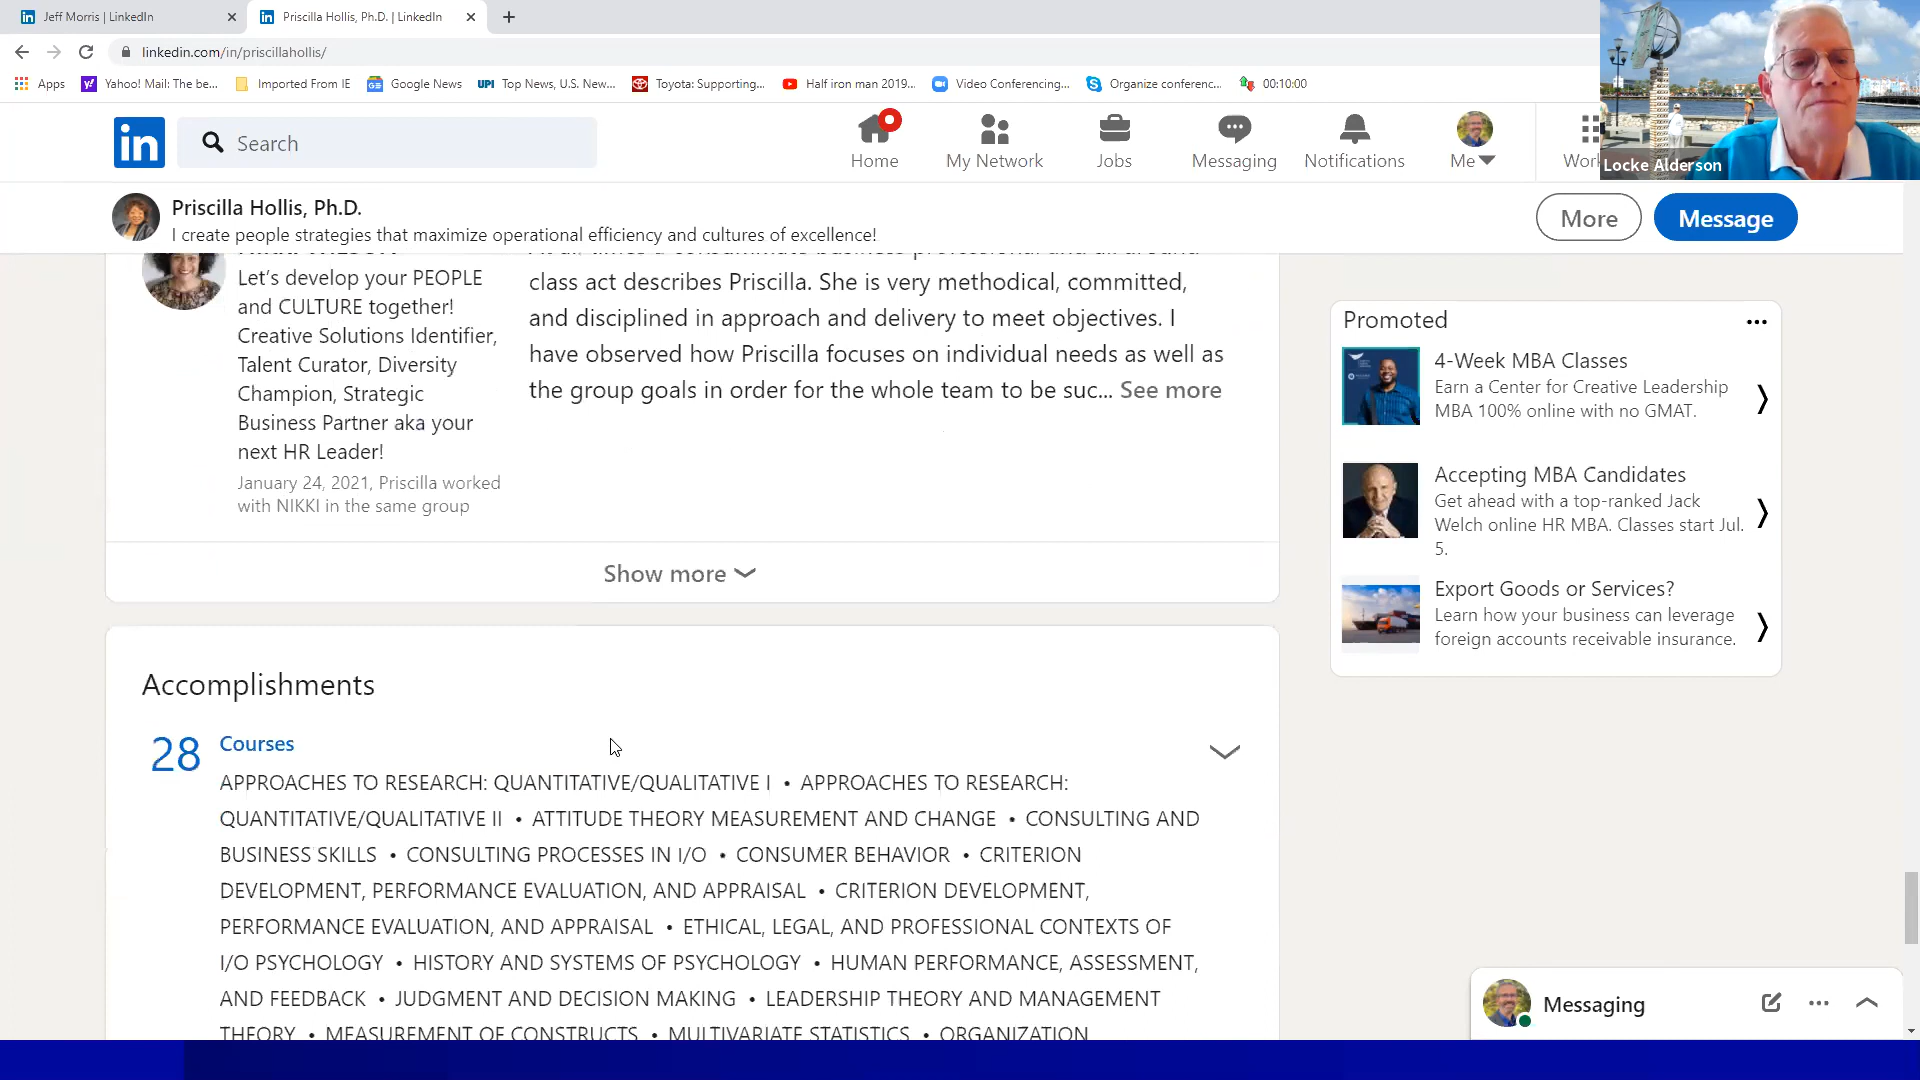 Jeff Morris | LinkedIn
Priscilla Hollis, Ph.D. | LinkedIn
linkedin.com/in/priscillahollis/
Apps
Yahoo! Mail: The be...
Imported From IE
Google News
UPI Top News, U.S. New...
Toyota: Supporting...
Half iron man 2019...
Video Conferencing...
Organize conferenc...
00:10:00
in
Search
Home
My Network
Jobs
Messaging
Notifications
Me
Locke Alderson
Priscilla Hollis, Ph.D.
I create people strategies that maximize operational efficiency and cultures of excellence!
More
Message
Let's develop your PEOPLE
and CULTURE together!
Creative Solutions Identifier,
Talent Curator, Diversity
Champion, Strategic
Business Partner aka your
next HR Leader!
January 24, 2021, Priscilla worked
with NIKKI in the same group
class act describes Priscilla. She is very methodical, committed,
and disciplined in approach and delivery to meet objectives. I
have observed how Priscilla focuses on individual needs as well as
the group goals in order for the whole team to be suc... See more
Show more
Promoted
4-Week MBA Classes
Earn a Center for Creative Leadership
MBA 100% online with no GMAT.
Accepting MBA Candidates
Get ahead with a top-ranked Jack
Welch online HR MBA. Classes start Jul.
5.
Export Goods or Services?
Learn how your business can leverage
foreign accounts receivable insurance.
Accomplishments
28 Courses
APPROACHES TO RESEARCH: QUANTITATIVE/QUALITATIVE I • APPROACHES TO RESEARCH:
QUANTITATIVE/QUALITATIVE II • ATTITUDE THEORY MEASUREMENT AND CHANGE • CONSULTING AND
BUSINESS SKILLS • CONSULTING PROCESSES IN I/O • CONSUMER BEHAVIOR • CRITERION
DEVELOPMENT, PERFORMANCE EVALUATION, AND APPRAISAL • CRITERION DEVELOPMENT,
PERFORMANCE EVALUATION, AND APPRAISAL • ETHICAL, LEGAL, AND PROFESSIONAL CONTEXTS OF
I/O PSYCHOLOGY • HISTORY AND SYSTEMS OF PSYCHOLOGY • HUMAN PERFORMANCE, ASSESSMENT,
AND FEEDBACK • JUDGMENT AND DECISION MAKING • LEADERSHIP THEORY AND MANAGEMENT
THEORY • MEASUREMENT OF CONSTRUCTS • MULTIVARIATE STATISTICS • ORGANIZATION
Messaging